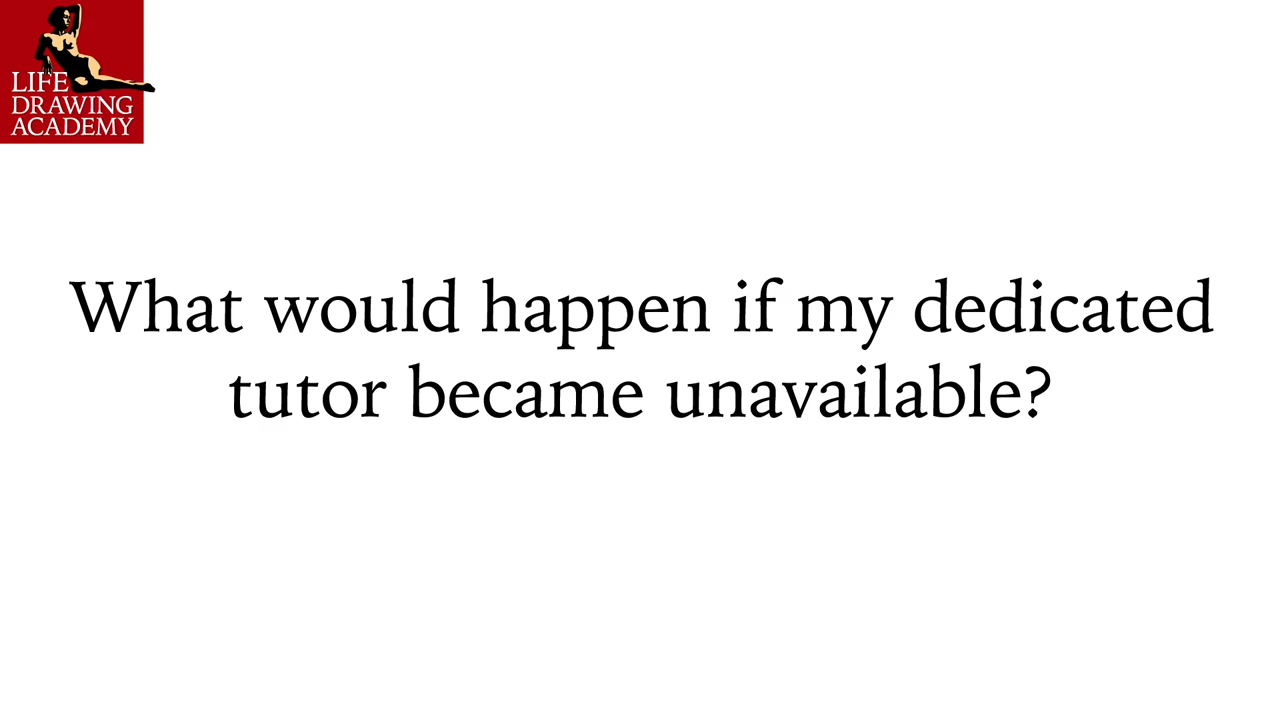 LIFE
DRAWING
ACADEMY
What would happen if my dedicated
tutor became unavailable?